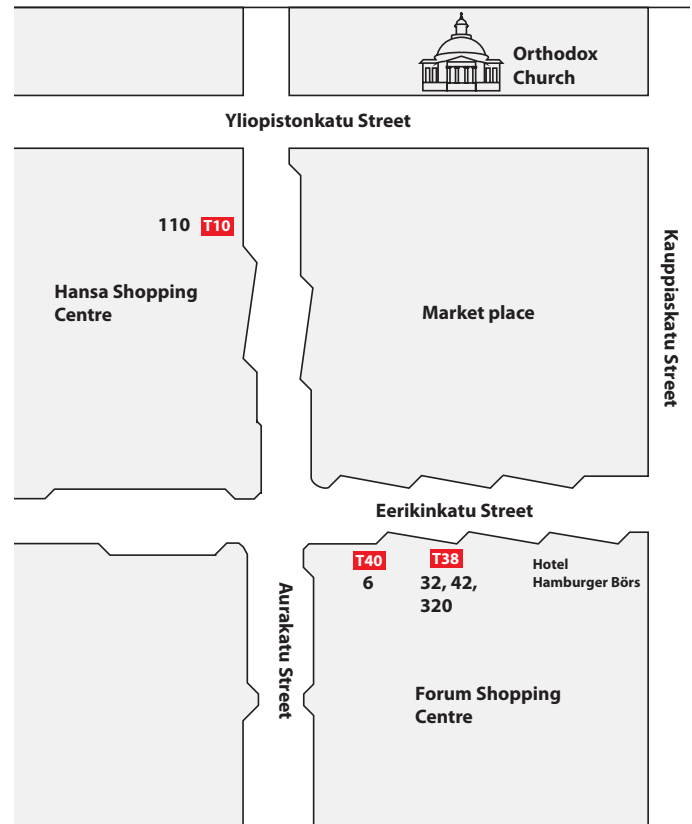 Orthodox
Church
Yliopistonkatu Street
110 T10
Kauppiaskatu Street
Hansa Shopping
Centre
Market place
Eerikinkatu Street
T40 T38
6
32, 42,
320
Hotel
Hamburger Börs
Aurakatu Street
Forum Shopping
Centre